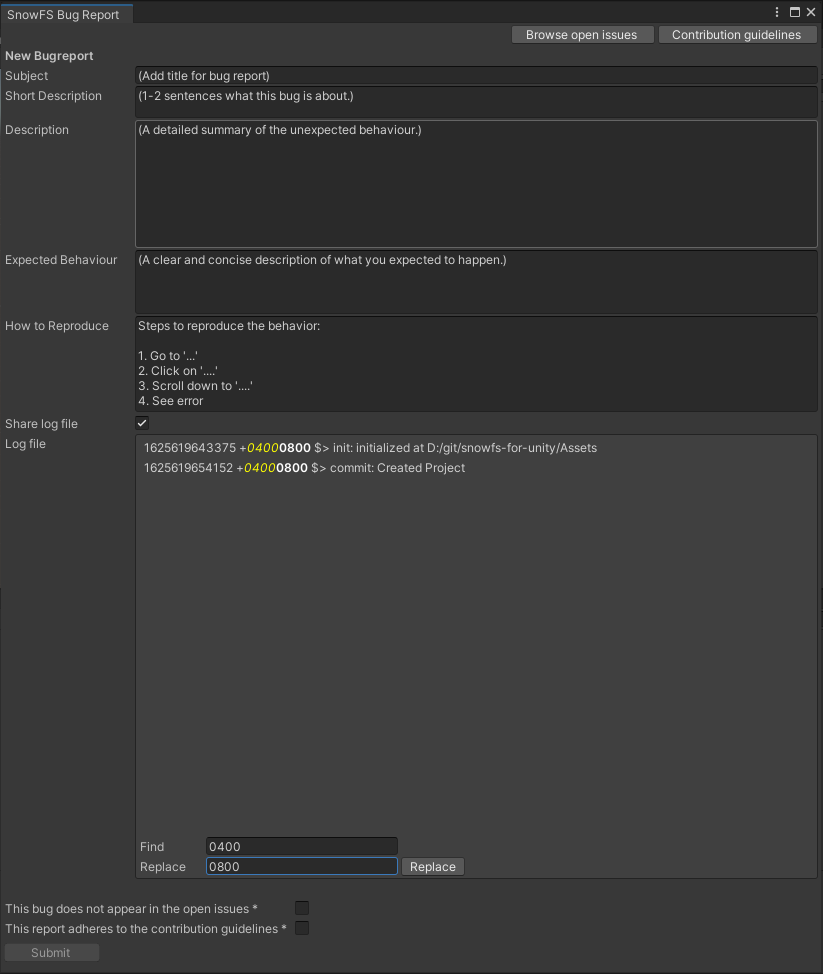 SnowFS Bug Report
Browse open issues Contribution guidelines
New Bugreport
Subject (Add title for bug report)
Short Description (1-2 sentences what this bug is about.)
Description (A detailed summary of the unexpected behaviour.)
Expected Behaviour (A clear and concise description of what you expected to happen.)
How to Reproduce Steps to reproduce the behavior:
1. Go to '...'
2. Click on '....'
3. Scroll down to '....'
4. See error
Share log file
Log file 1625619643375 +04000800 $> init: initialized at D:/git/snowfs-for-unity/Assets
1625619654152 +04000800 $> commit: Created Project
Find 0400
Replace 0800 Replace
This bug does not appear in the open issues *
This report adheres to the contribution guidelines *
Submit